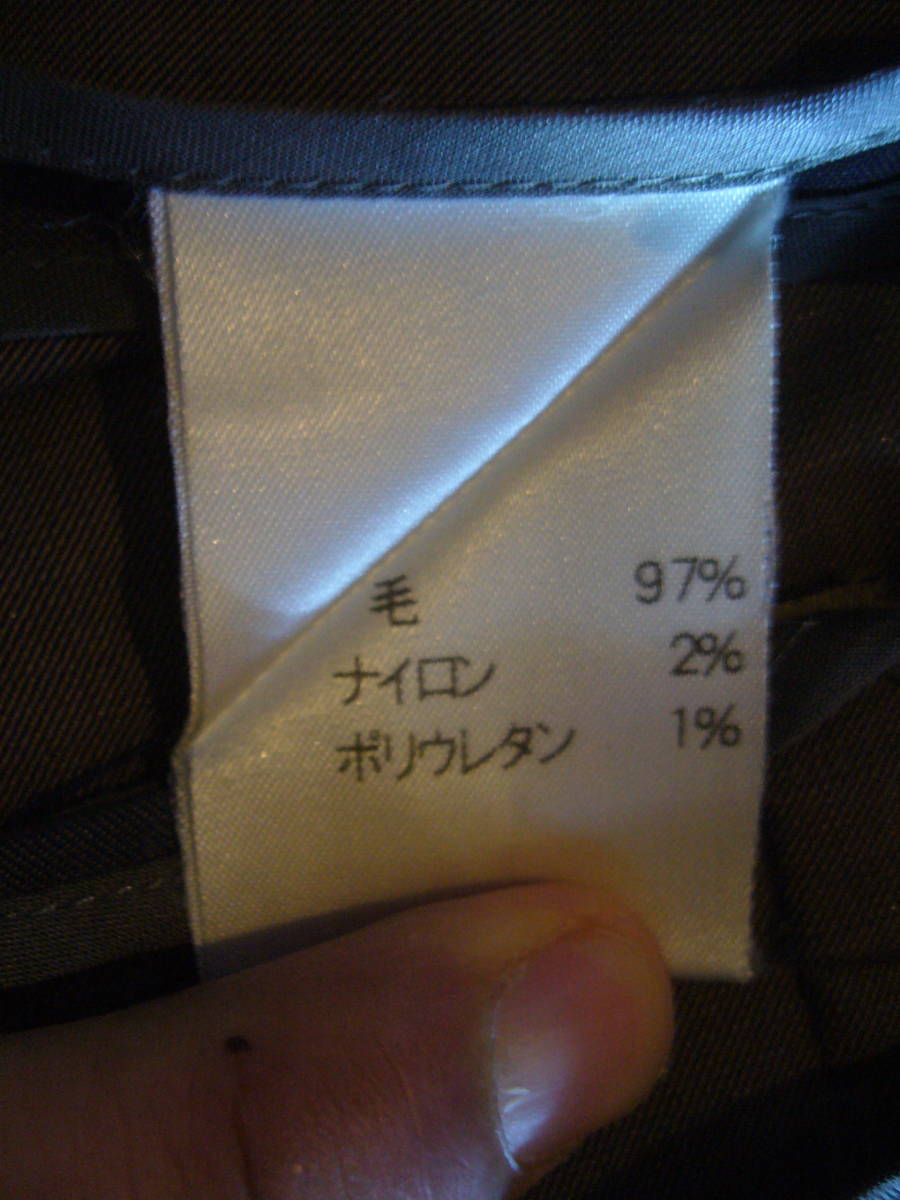 毛 97%
ナイロン 2%
ポリウレタン 1%